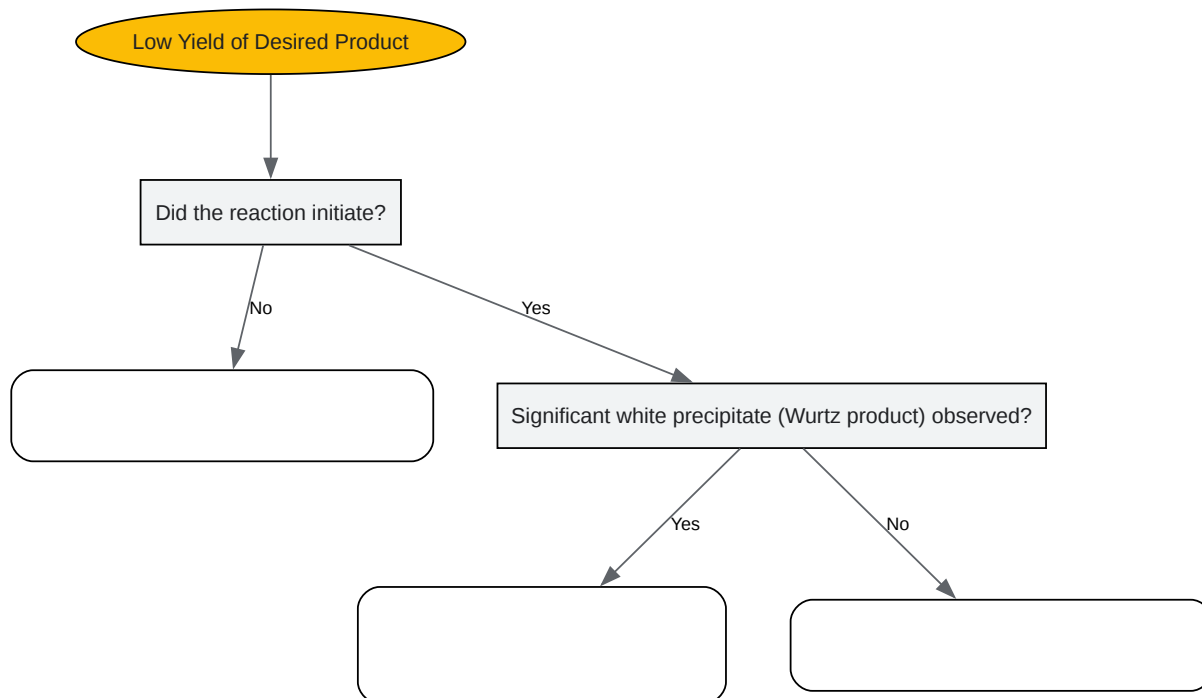 Low Yield of Desired Product
Did the reaction initiate?
No
Yes
Significant white precipitate (Wurtz product) observed?
Yes
No